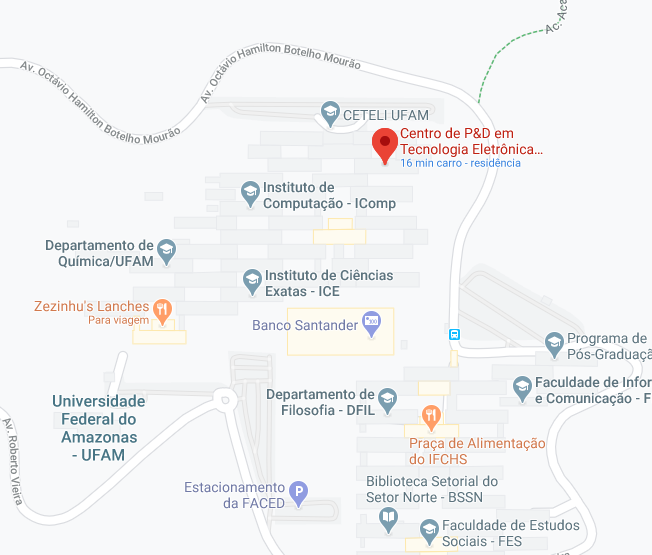 Ac. Aca
Av. Octávio Hamilton Botelho Mourão
Av. Octávio Hamilton Botelho Mourão
CETELI UFAM
Centro de P&D em
Tecnologia Eletrônica...
16 min carro - residência
Instituto de
Computação - IComp
Departamento de
Química/UFAM
Instituto de Ciências
Exatas - ICE
Zezinhu's Lanches
Para viagem
Banco Santander
Programa de
Pós-Graduaçã
Faculdade de Infor
e Comunicação - F
Departamento de
Filosofia - DFIL
Universidade
Federal do
Amazonas
- UFAM
Praça de Alimentação
do IFCHS
Av. Roberto Vieira
Estacionamento
da FACED
P
Biblioteca Setorial do
Setor Norte - BSSN
Faculdade de Estudos
Sociais - FES